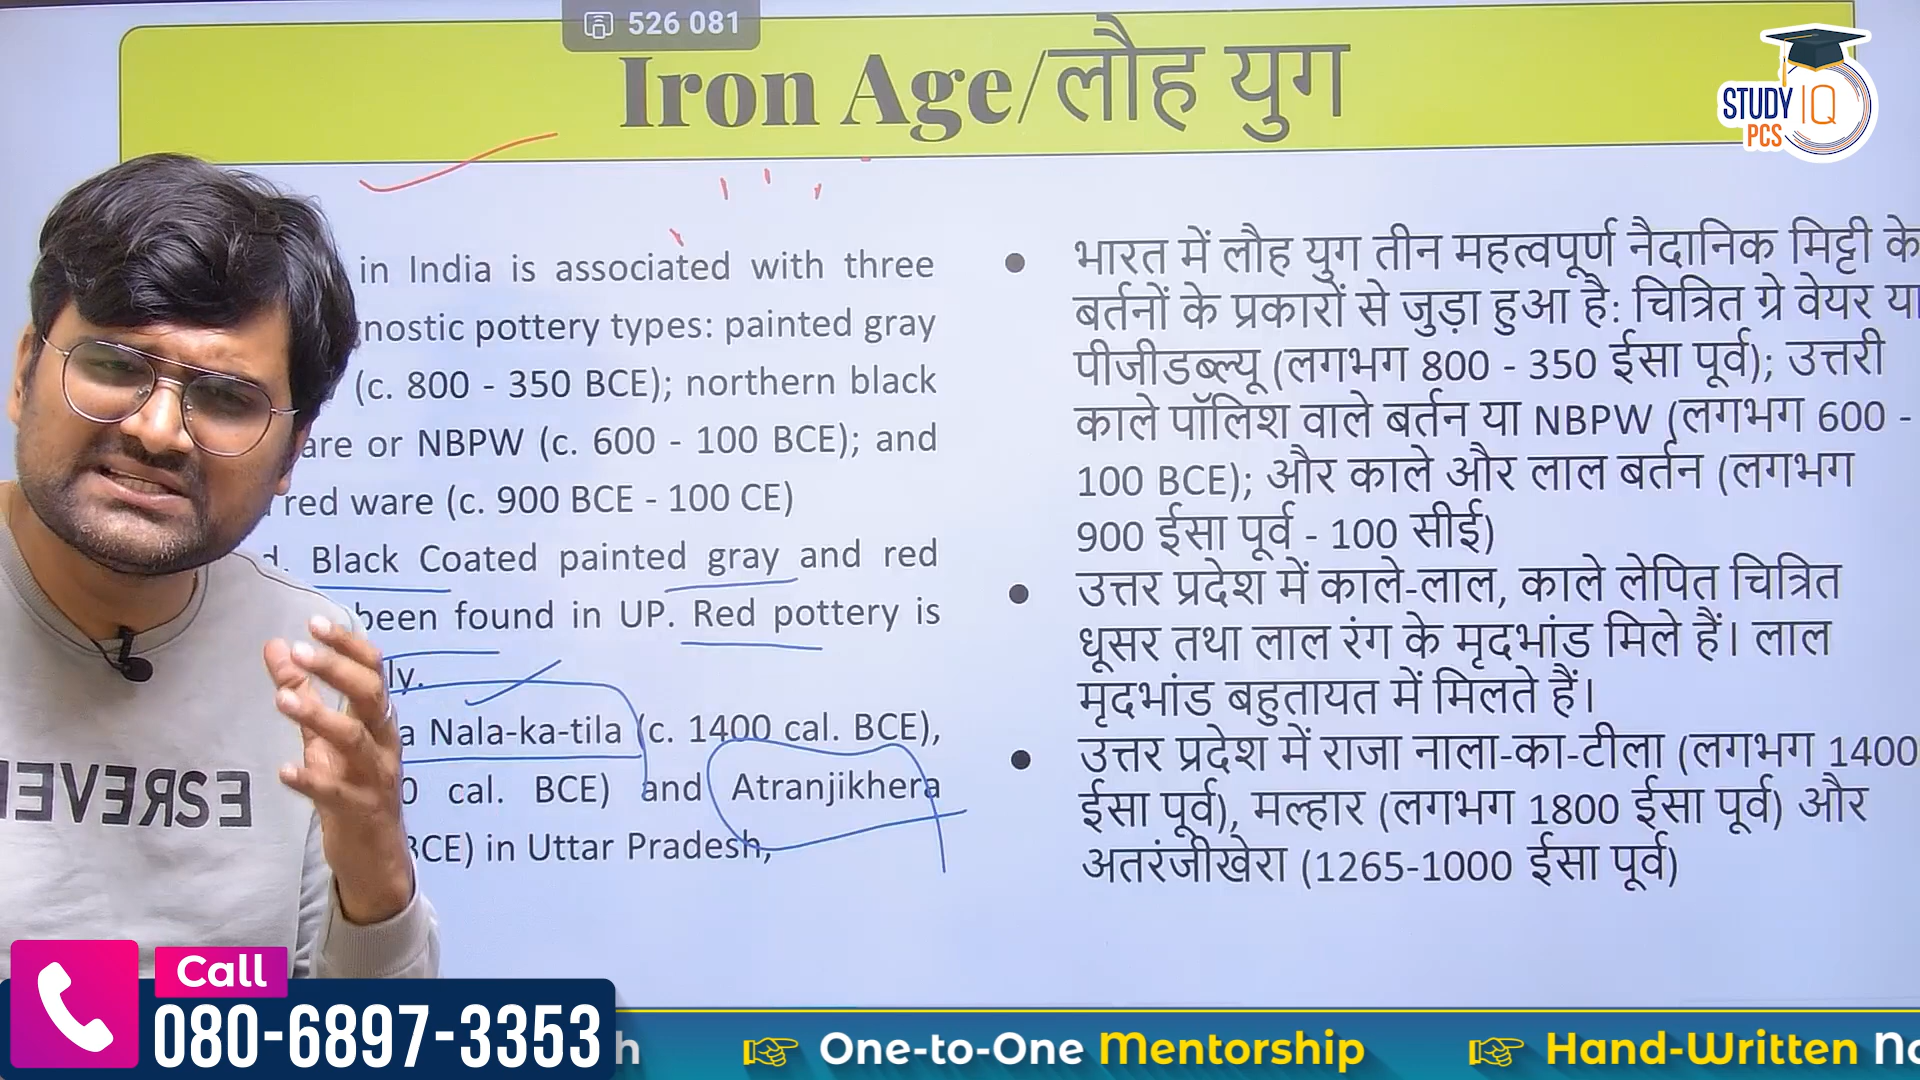 526 081
Iron Age/लौह युग
STUDY IQ
PCS
in India is associated with three
nostic pottery types: painted gray
(c. 800 - 350 BCE); northern black
are or NBPW (c. 600 - 100 BCE); and
red ware (c. 900 BCE - 100 CE)
d. Black Coated painted gray and red
been found in UP. Red pottery is
ly.
a Nala-ka-tila (c. 1400 cal. BCE),
0 cal. BCE) and Atranjikhera
BCE) in Uttar Pradesh,
• भारत में लौह युग तीन महत्वपूर्ण नैदानिक मिट्टी के
बर्तनों के प्रकारों से जुड़ा हुआ है: चित्रित ग्रे वेयर या
पीजीडब्ल्यू (लगभग 800 - 350 ईसा पूर्व); उत्तरी
काले पॉलिश वाले बर्तन या NBPW (लगभग 600 -
100 BCE); और काले और लाल बर्तन (लगभग
900 ईसा पूर्व - 100 सीई)
• उत्तर प्रदेश में काले-लाल, काले लेपित चित्रित
धूसर तथा लाल रंग के मृदभांड मिले हैं। लाल
मृदभांड बहुतायत में मिलते हैं।
• उत्तर प्रदेश में राजा नाला-का-टीला (लगभग 1400
ईसा पूर्व), मल्हार (लगभग 1800 ईसा पूर्व) और
अतरंजीखेरा (1265-1000 ईसा पूर्व)
Call
080-6897-3353
h One-to-One Mentorship Hand-Written No